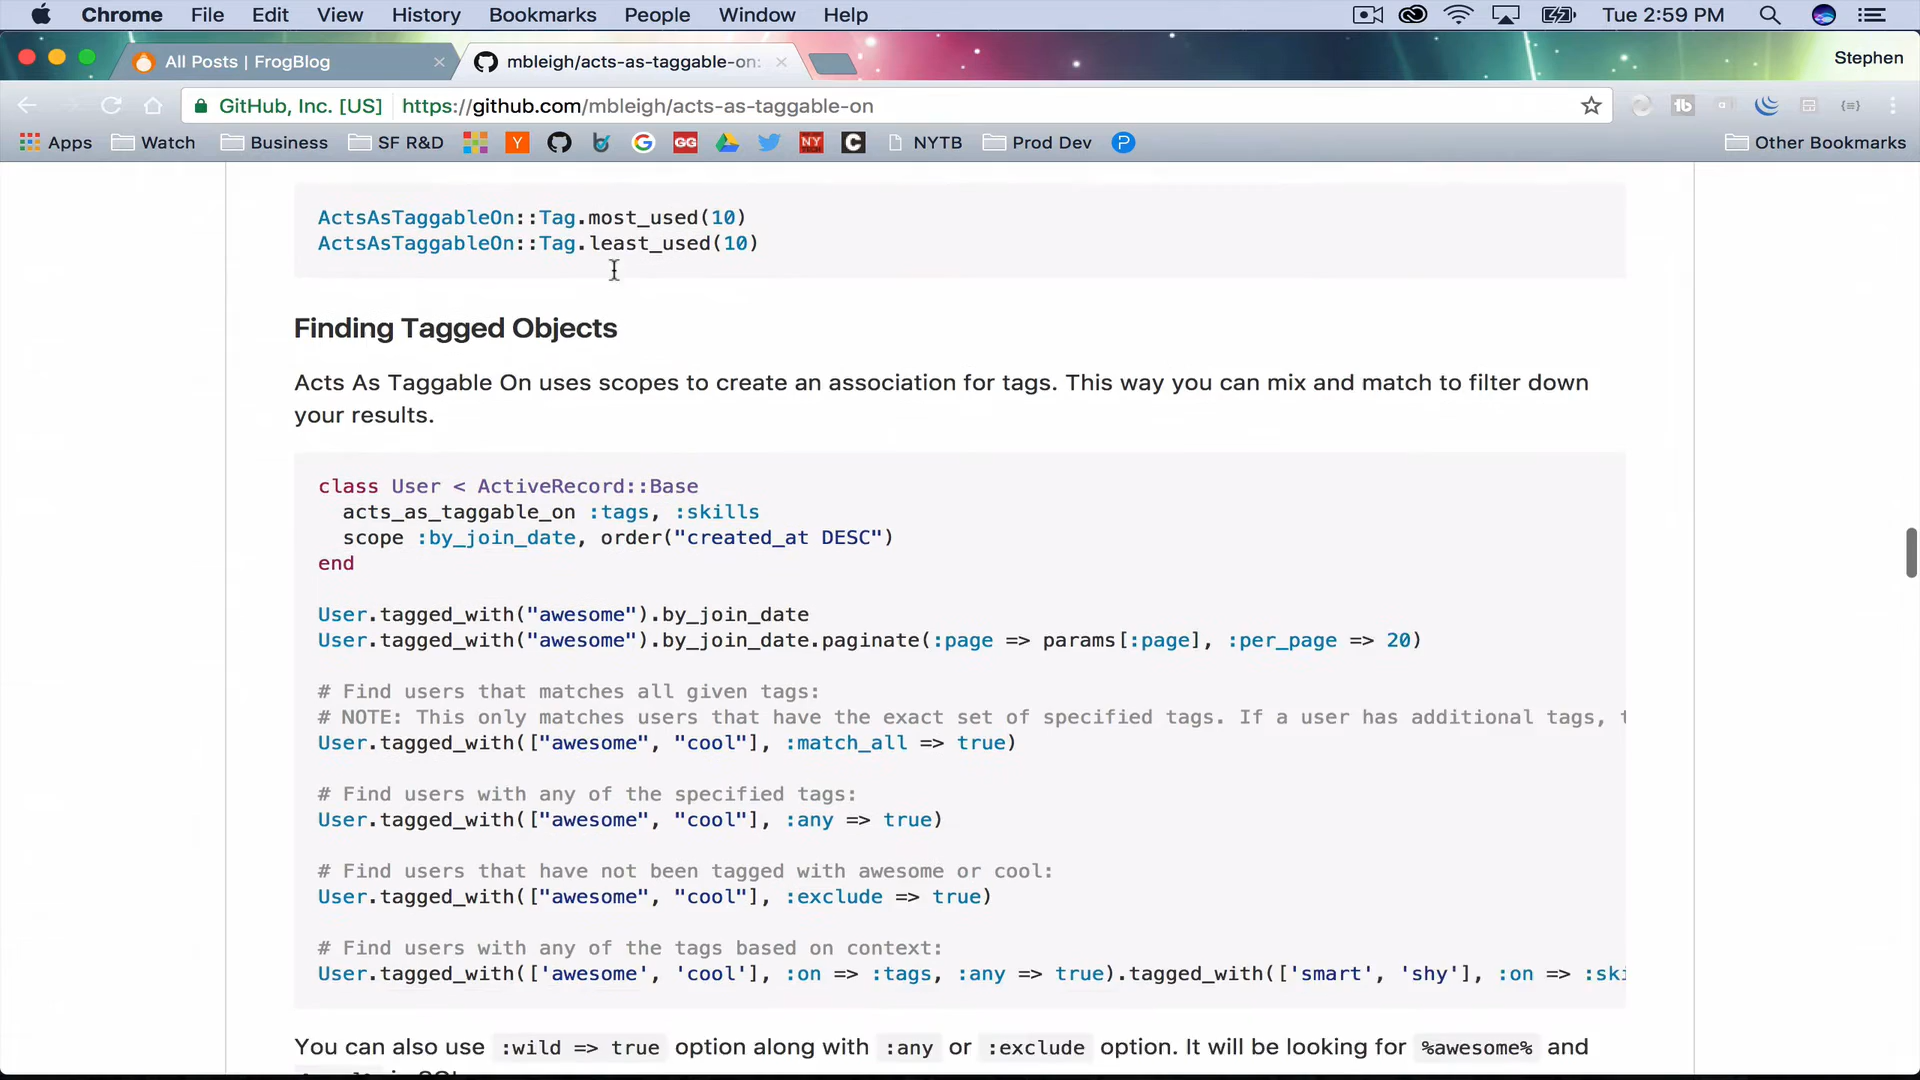 Chrome File Edit View History Bookmarks People Window Help Tue 2:59 PM
All Posts | FrogBlog mbleigh/acts-as-taggable-on: Stephen
GitHub, Inc. [US] https://github.com/mbleigh/acts-as-taggable-on
Apps Watch Business SF R&D Y G GG NY C NYTB Prod Dev P Other Bookmarks
ActsAsTaggableOn::Tag.most_used(10)
ActsAsTaggableOn::Tag.least_used(10)
Finding Tagged Objects
Acts As Taggable On uses scopes to create an association for tags. This way you can mix and match to filter down
your results.
class User < ActiveRecord::Base
acts_as_taggable_on :tags, :skills
scope :by_join_date, order("created_at DESC")
end
User.tagged_with("awesome").by_join_date
User.tagged_with("awesome").by_join_date.paginate(:page => params[:page], :per_page => 20)
# Find users that matches all given tags:
# NOTE: This only matches users that have the exact set of specified tags. If a user has additional tags, t
User.tagged_with(["awesome", "cool"], :match_all => true)
# Find users with any of the specified tags:
User.tagged_with(["awesome", "cool"], :any => true)
# Find users that have not been tagged with awesome or cool:
User.tagged_with(["awesome", "cool"], :exclude => true)
# Find users with any of the tags based on context:
User.tagged_with(['awesome', 'cool'], :on => :tags, :any => true).tagged_with(['smart', 'shy'], :on => :ski
You can also use :wild => true option along with :any or :exclude option. It will be looking for %awesome% and